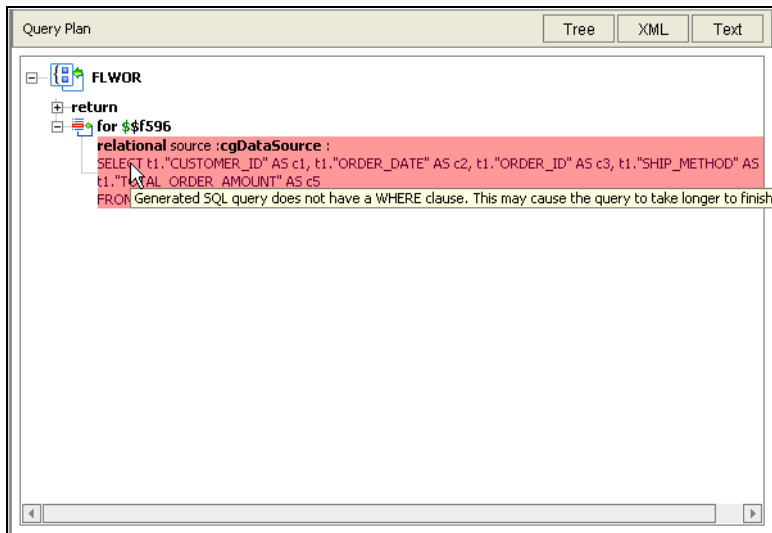 Query Plan Tree XML Text
FLWOR
return
for $$f596
relational source :cgDataSource :
SELECT t1."CUSTOMER_ID" AS c1, t1."ORDER_DATE" AS c2, t1."ORDER_ID" AS c3, t1."SHIP_METHOD" AS
t1."TOTAL_ORDER_AMOUNT" AS c5
FROM
Generated SQL query does not have a WHERE clause. This may cause the query to take longer to finish